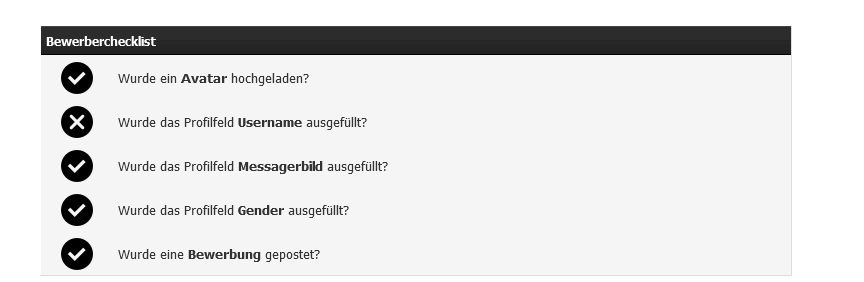 Bewerberchecklist
Wurde ein Avatar hochgeladen?
Wurde das Profilfeld Username ausgefüllt?
Wurde das Profilfeld Messagerbild ausgefüllt?
Wurde das Profilfeld Gender ausgefüllt?
Wurde eine Bewerbung gepostet?